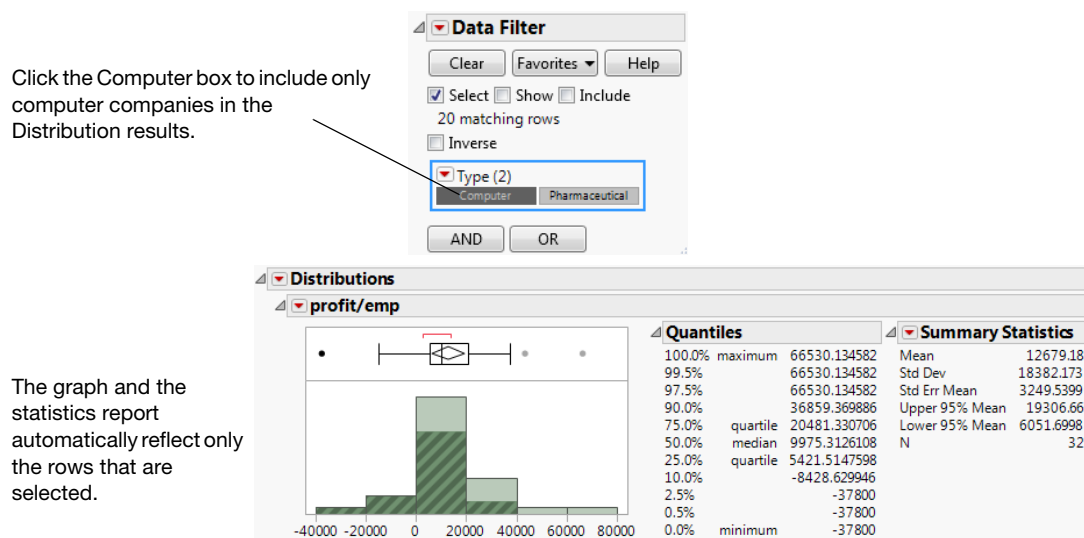 Data Filter
Clear Favorites Help
Select Show Include
20 matching rows
Inverse
Type (2)
Computer Pharmaceutical
AND OR
Click the Computer box to include only
computer companies in the
Distribution results.
Distributions
profit/emp
The graph and the
statistics report
automatically reflect only
the rows that are
selected.
-40000 -20000 0 20000 40000 60000 80000
Quantiles
100.0% maximum 66530.134582
99.5% 66530.134582
97.5% 66530.134582
90.0% 36859.369886
75.0% quartile 20481.330706
50.0% median 9975.3126108
25.0% quartile 5421.5147598
10.0% -8428.629946
2.5% -37800
0.5% -37800
0.0% minimum -37800
Summary Statistics
Mean 12679.18
Std Dev 18382.173
Std Err Mean 3249.5399
Upper 95% Mean 19306.66
Lower 95% Mean 6051.6998
N 32